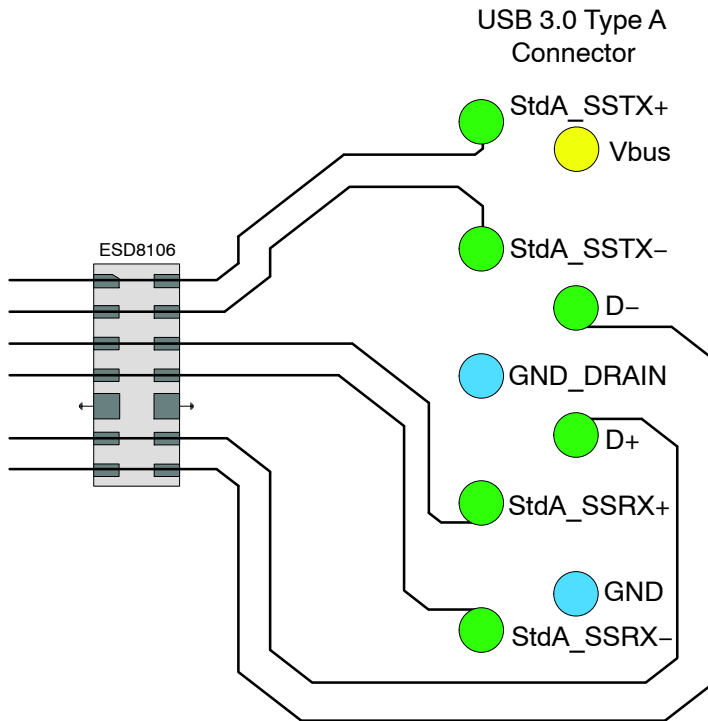 USB 3.0 Type A
Connector
StdA_SSTX+
Vbus
ESD8106
StdA_SSTX−
D−
GND_DRAIN
D+
StdA_SSRX+
GND
StdA_SSRX−